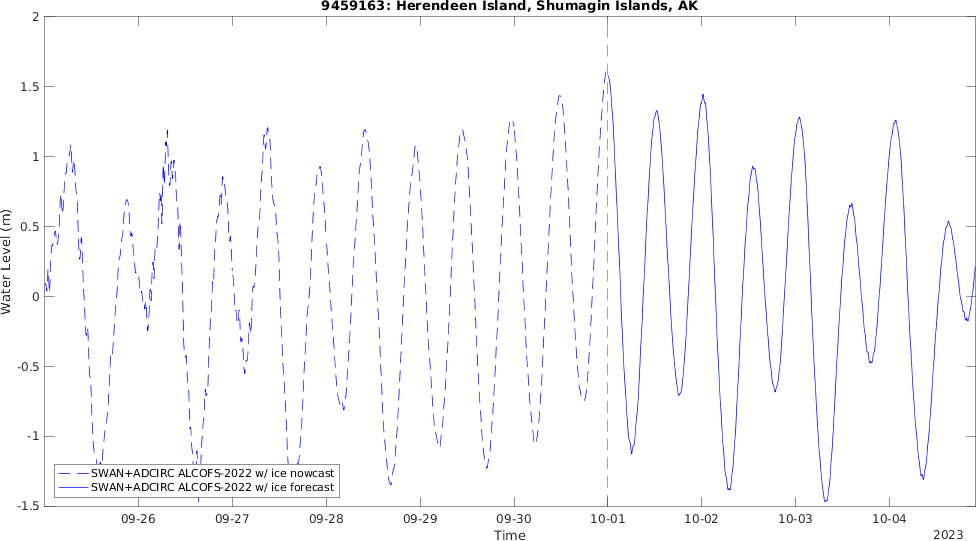 9459163: Herendeen Island, Shumagin Islands, AK
2
1.5
1
0.5
0
-0.5
-1
-1.5
Water Level (m)
SWAN+ADCIRC ALCOFS-2022 w/ ice nowcast
SWAN+ADCIRC ALCOFS-2022 w/ ice forecast
09-26 09-27 09-28 09-29 09-30 10-01 10-02 10-03 10-04
Time
2023